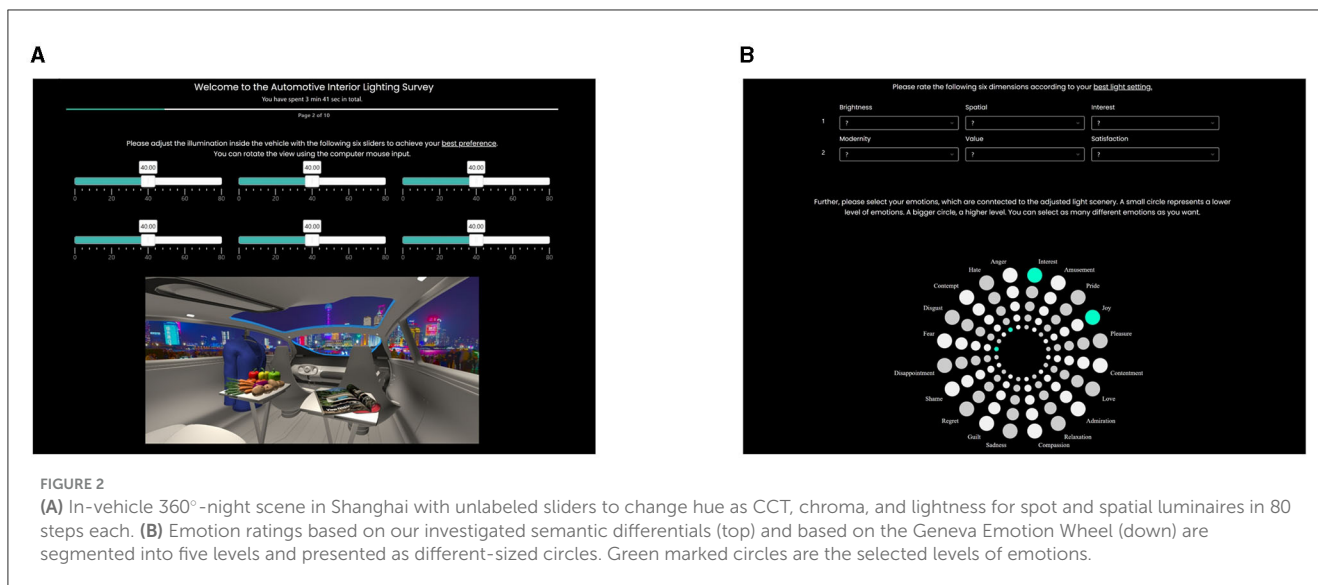 A
Welcome to the Automotive Interior Lighting Survey
You have spent 3 min 41 sec in total.
Page 2 of 10
Please adjust the illumination inside the vehicle with the following six sliders to achieve your best preference.
You can rotate the view using the computer mouse input.
40.00 40.00 40.00
0 20 40 60 80 0 20 40 60 80 0 20 40 60 80
40.00 40.00 40.00
0 20 40 60 80 0 20 40 60 80 0 20 40 60 80
B
Please rate the following six dimensions according to your best light setting.
Brightness Spatial Interest
1 ? ? ?
Modernity Value Satisfaction
2 ? ? ?
Further, please select your emotions, which are conntected to the adjusted light scenery. A small circle represents a lower
level of emotions. A bigger circle, a higher level. You can select as many different emotions as you want.
Anger Interest
Hate Amusement
Contempt Pride
Disgust Joy
Fear Pleasure
Disappointment Contentment
Shame Love
Regret Admiration
Guilt Relaxation
Sadness Compassion
FIGURE 2
(A) In-vehicle 360°-night scene in Shanghai with unlabeled sliders to change hue as CCT, chroma, and lightness for spot and spatial luminaires in 80
steps each. (B) Emotion ratings based on our investigated semantic differentials (top) and based on the Geneva Emotion Wheel (down) are
segmented into five levels and presented as different-sized circles. Green marked circles are the selected levels of emotions.